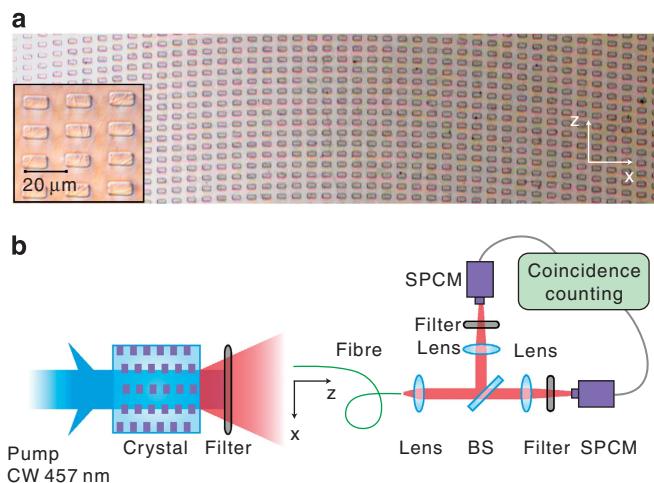 a
z
x
20 μm
b
SPCM
Coincidence
counting
Filter
Lens
Lens
Fibre
z
x
Crystal
Filter
Lens
BS
Filter
SPCM
Pump
CW 457 nm